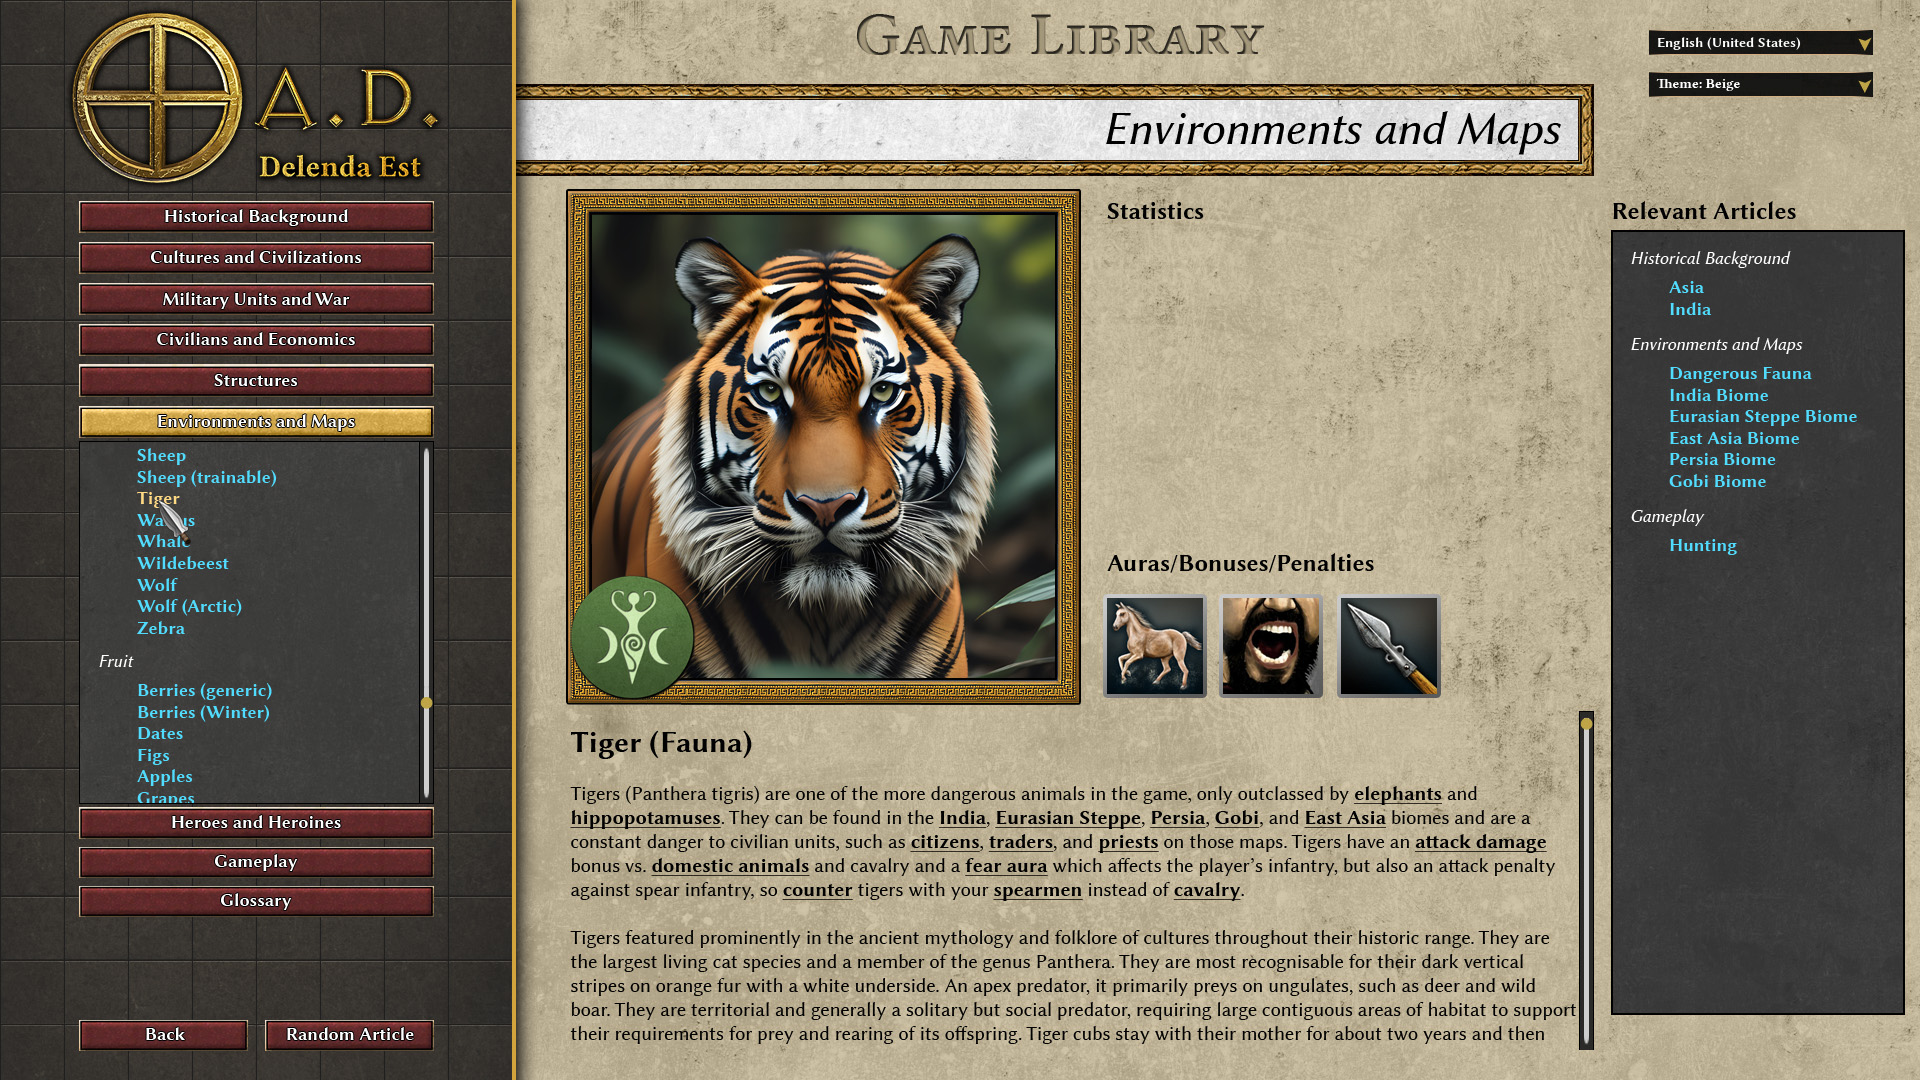 A. D.
Delenda Est
Historical Background
Cultures and Civilizations
Military Units and War
Civilians and Economics
Structures
Environments and Maps
Sheep
Sheep (trainable)
Tiger
Whale
Wildebeest
Wolf
Wolf (Arctic)
Zebra
Fruit
Berries (generic)
Berries (Winter)
Dates
Figs
Apples
Grapes
Heroes and Heroines
Gameplay
Glossary
Back
Random Article
Game Library
Environments and Maps
English (United States)
Theme: Beige
Statistics
Auras/Bonuses/Penalties
Tiger (Fauna)
Tigers (Panthera tigris) are one of the more dangerous animals in the game, only outclassed by elephants and
hippopotamuses. They can be found in the India, Eurasian Steppe, Persia, Gobi, and East Asia biomes and are a
constant danger to civilian units, such as citizens, traders, and priests on those maps. Tigers have an attack damage
bonus vs. domestic animals and cavalry and a fear aura which affects the player's infantry, but also an attack penalty
against spear infantry, so counter tigers with your spearmen instead of cavalry.
Tigers featured prominently in the ancient mythology and folklore of cultures throughout their historic range. They are
the largest living cat species and a member of the genus Panthera. They are most recognisable for their dark vertical
stripes on orange fur with a white underside. An apex predator, it primarily preys on ungulates, such as deer and wild
boar. They are territorial and generally a solitary but social predator, requiring large contiguous areas of habitat to support
their requirements for prey and rearing of its offspring. Tiger cubs stay with their mother for about two years and then
Relevant Articles
Historical Background
Asia
India
Environments and Maps
Dangerous Fauna
India Biome
Eurasian Steppe Biome
East Asia Biome
Persia Biome
Gobi Biome
Gameplay
Hunting